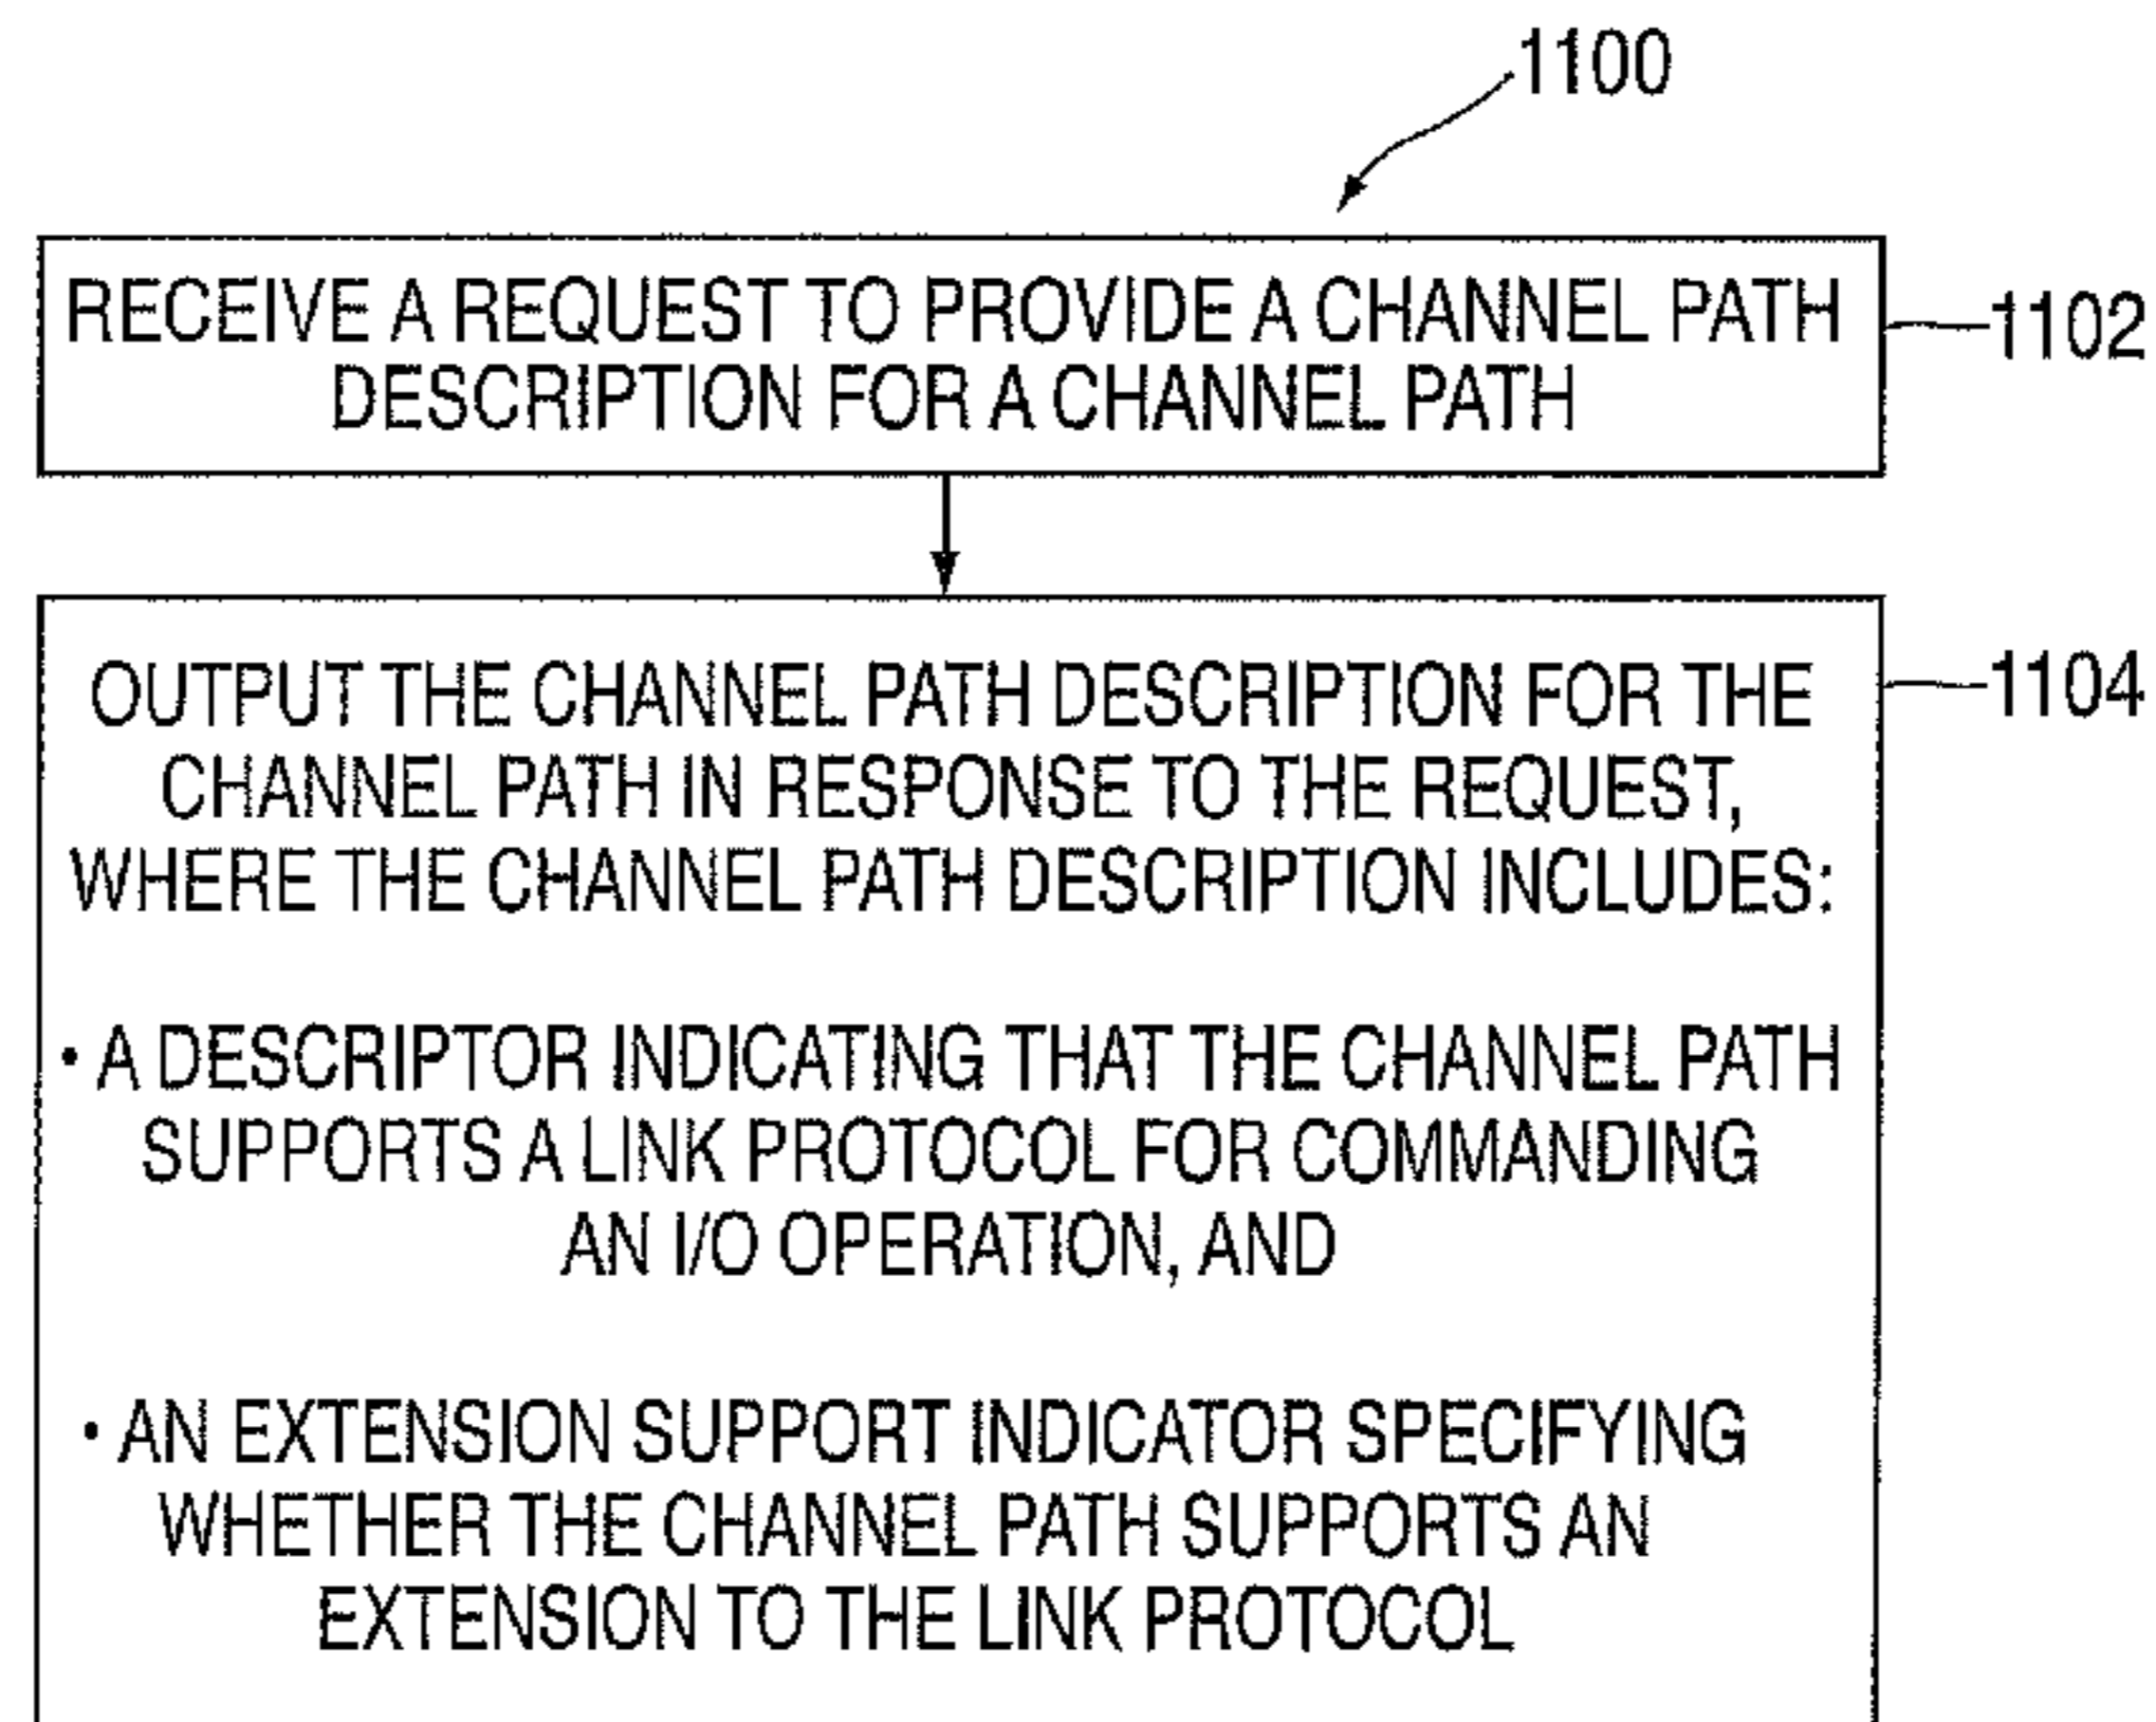 1100
RECEIVE A REQUEST TO PROVIDE A CHANNEL PATH
DESCRIPTION FOR A CHANNEL PATH
1102
OUTPUT THE CHANNEL PATH DESCRIPTION FOR THE
CHANNEL PATH IN RESPONSE TO THE REQUEST,
WHERE THE CHANNEL PATH DESCRIPTION INCLUDES:
1104
• A DESCRIPTOR INDICATING THAT THE CHANNEL PATH
SUPPORTS A LINK PROTOCOL FOR COMMANDING
AN I/O OPERATION, AND
• AN EXTENSION SUPPORT INDICATOR SPECIFYING
WHETHER THE CHANNEL PATH SUPPORTS AN
EXTENSION TO THE LINK PROTOCOL